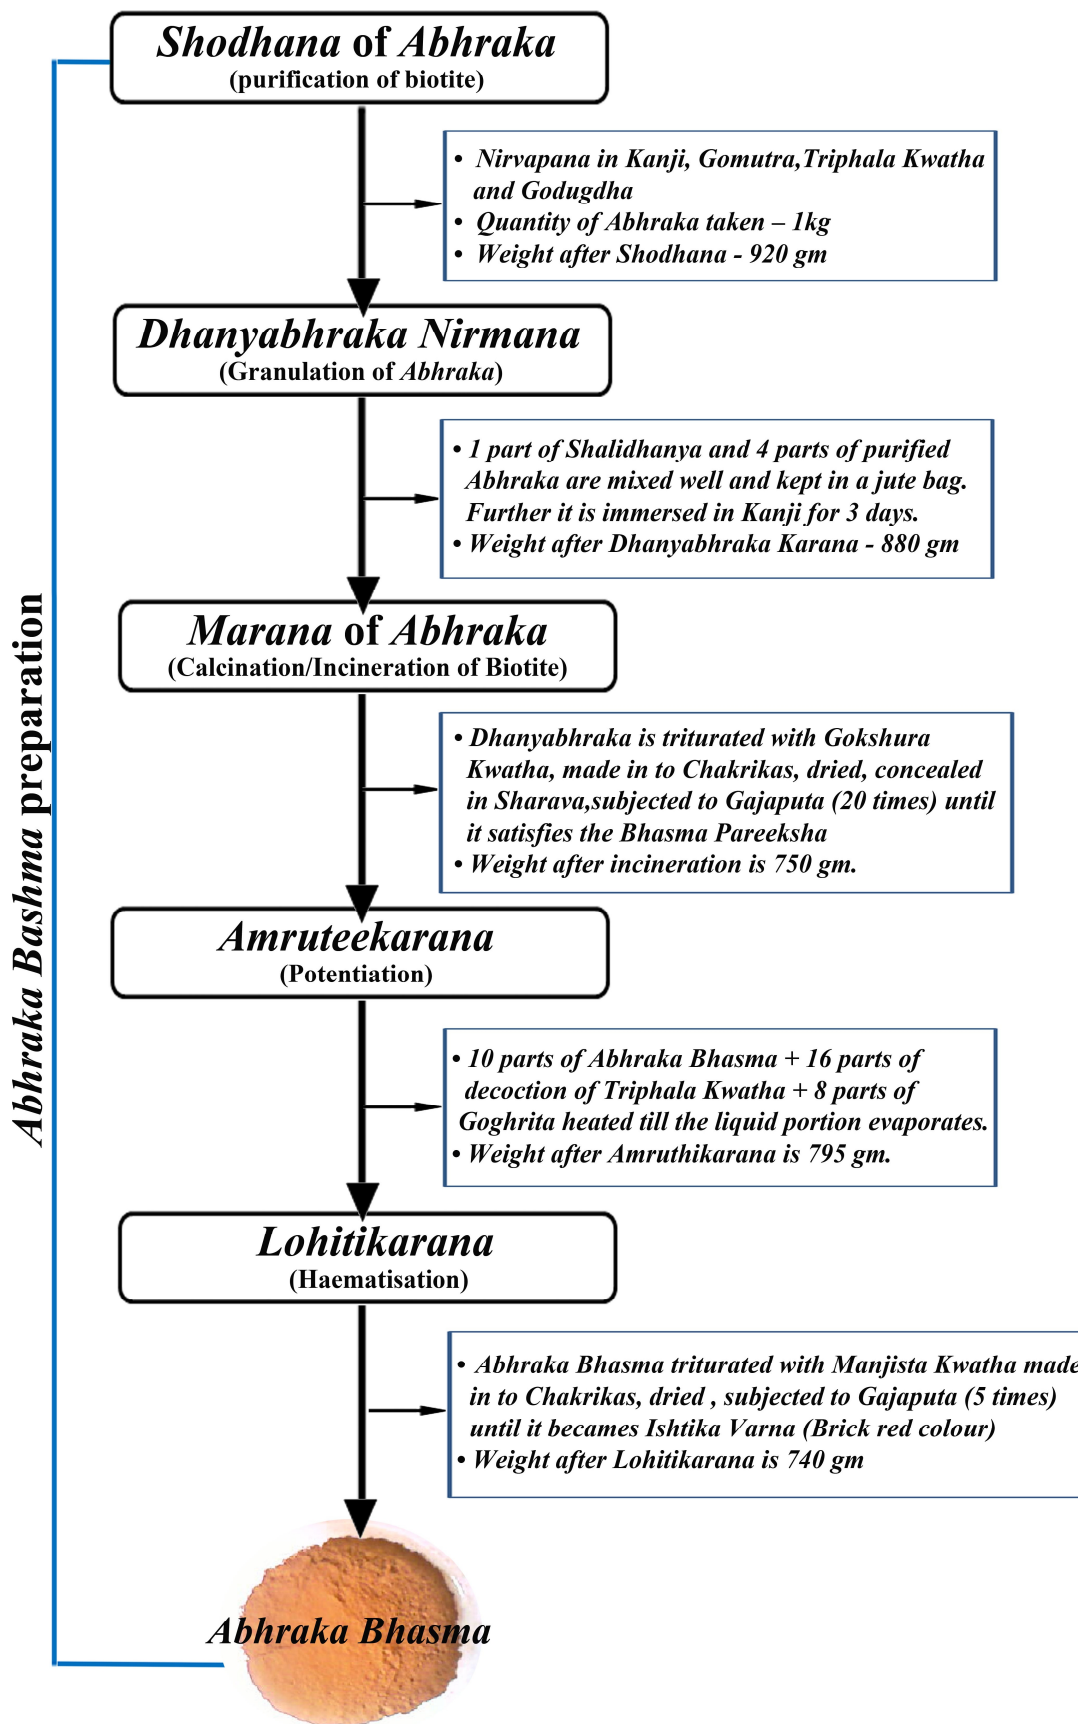 Shodhana of Abhraka
(purification of biotite)
• Nirvapana in Kanji, Gomutra,Triphala Kwatha
and Godugdha
• Quantity of Abhraka taken – 1kg
• Weight after Shodhana - 920 gm
Dhanyabhraka Nirmana
(Granulation of Abhraka)
• 1 part of Shalidhanya and 4 parts of purified
Abhraka are mixed well and kept in a jute bag.
Further it is immersed in Kanji for 3 days.
• Weight after Dhanyabhraka Karana - 880 gm
Marana of Abhraka
(Calcination/Incineration of Biotite)
• Dhanyabhraka is triturated with Gokshura
Kwatha, made in to Chakrikas, dried, concealed
in Sharava,subjected to Gajaputa (20 times) until
it satisfies the Bhasma Pareeksha
• Weight after incineration is 750 gm.
Amruteekarana
(Potentiation)
• 10 parts of Abhraka Bhasma + 16 parts of
decoction of Triphala Kwatha + 8 parts of
Goghrita heated till the liquid portion evaporates.
• Weight after Amruthikarana is 795 gm.
Lohitikarana
(Haematisation)
• Abhraka Bhasma triturated with Manjista Kwatha made
in to Chakrikas, dried , subjected to Gajaputa (5 times)
until it becames Ishtika Varna (Brick red colour)
• Weight after Lohitikarana is 740 gm
Abhraka Bhasma
Abhraka Bashma preparation